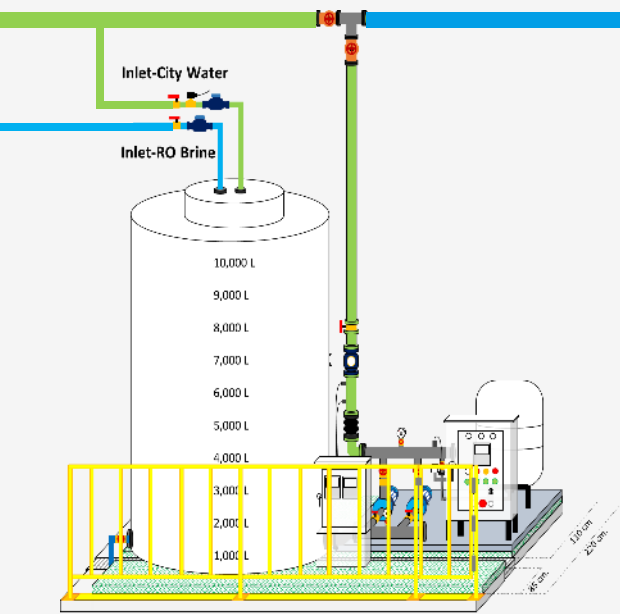 Inlet-City Water
Inlet-RO Brine
10,000 L
9,000 L
8,000 L
7,000 L
6,000 L
5,000 L
4,000 L
3,000 L
2,000 L
1,000 L
110 cm
220 cm.
85 cm.